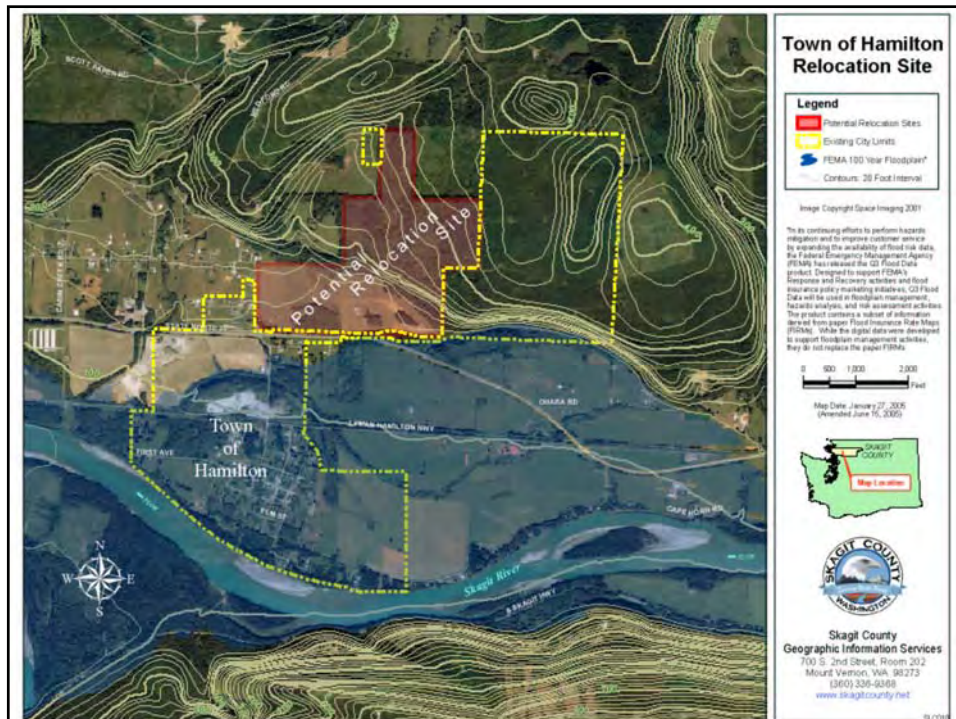 Town of Hamilton
Relocation Site
Legend
Potential Relocation Sites
Existing City Limits
FEMA 100 Year Floodplain*
Contours: 20 Foot Interval
Image Copyright Space Imaging 2001
*In its continuing efforts to perform hazards
mitigation and to improve customer service
by expanding the availability of flood risk data,
the Federal Emergency Management Agency
(FEMA) has released the Q3 Flood Data
product. Designed to support FEMA's
Response and Recovery activities and flood
insurance policy marketing initiatives, Q3 Flood
Data will be used in floodplain management,
hazards analysis, and risk assessment activities.
The product contains a subset of information
derived from paper Flood Insurance Rate Maps
(FIRMs). While the digital data were developed
to support floodplain management activities,
they do not replace the paper FIRMs.
0 500 1,000 2,000
Feet
Map Date: January 27, 2005
(Amended June 15, 2005)
SKAGIT
COUNTY
Map Location
SKAGIT COUNTY
WASHINGTON
Skagit County
Geographic Information Services
700 S. 2nd Street, Room 202
Mount Vernon, WA. 98273
(360) 336-9368
www.skagitcounty.net
Potential
Relocation
Site
CABIN CREEK RD
OHARA RD
LYMAN HAMILTON HWY
Town
of
Hamilton
FIRST AVE
ELM ST
CAPE HORN RD
Skagit River
S SKAGIT HWY
N
W
E
S